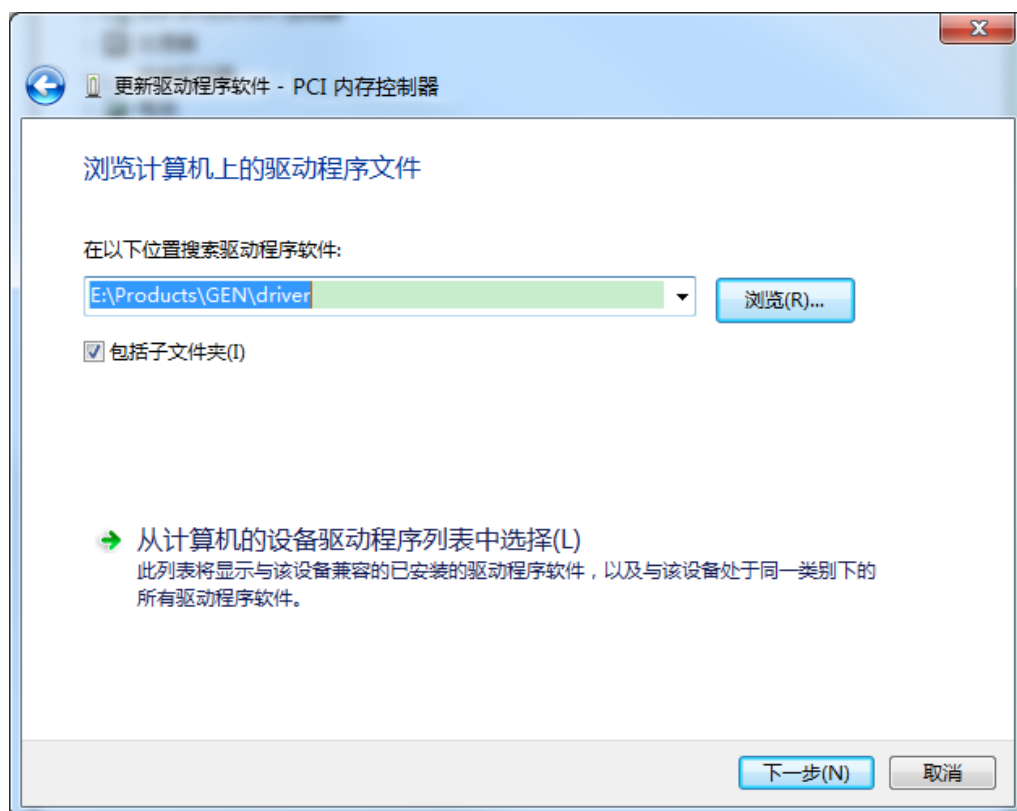 更新驱动程序软件 - PCI 内存控制器
浏览计算机上的驱动程序文件
在以下位置搜索驱动程序软件:
E:\Products\GEN\driver
浏览(R)...
包括子文件夹(I)
从计算机的设备驱动程序列表中选择(L)
此列表将显示与该设备兼容的已安装的驱动程序软件，以及与该设备处于同一类别下的
所有驱动程序软件。
下一步(N)
取消